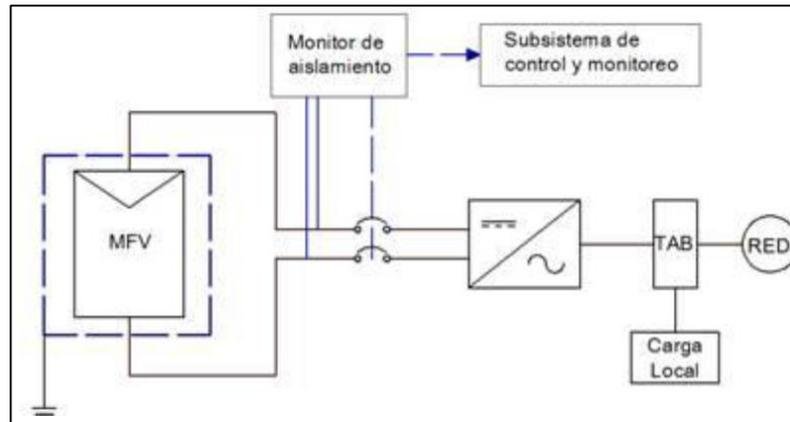 Monitor de
aislamiento
Subsistema de
control y monitoreo
MFV
TAB
RED
Carga
Local